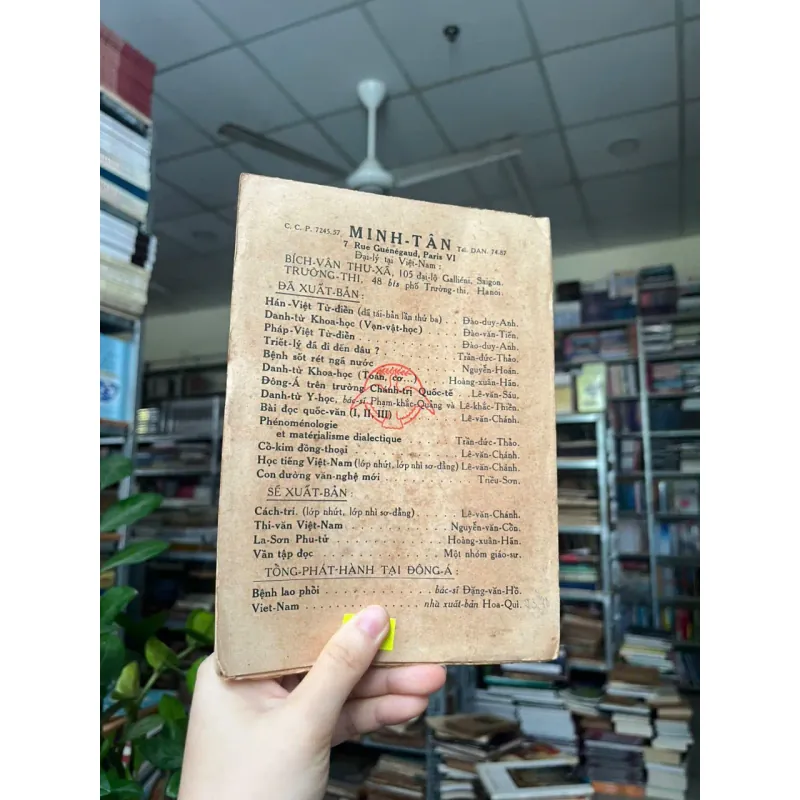 C. C. P. 7245.57 MINH-TÂN Tél. DAN. 74.87
7 Rue Guénégaud, Paris VI
Đại-lý tại Việt-Nam :
BÍCH-VÂN THƯ-XÃ, 105 đại-lộ Galliéni, Saigon.
TRƯỜNG-THI, 48 bis phố Trường-thi, Hanoi.
ĐÃ XUẤT-BẢN :
Hán-Việt Từ-điển (đã tái-bản lần thứ ba) . . Đào-duy-Anh.
Danh-từ Khoa-học (Vạn-vật-học) . . . Đào-văn-Tiến.
Pháp-Việt Từ-điển . . . . . . Đào-duy-Anh.
Triết-lý đã đi đến đâu ? . . . . . Trần-đức-Thảo.
Bệnh sốt rét ngã nước . . . . . Nguyễn-Hoán.
Danh-từ Khoa-học (Toán, cơ...) . . . Hoàng-xuân-Hãn.
Đông-Á trên trường Chánh-trị Quốc-tế . . Lê-văn-Sáu.
Danh-từ Y-học, bác-sĩ Phạm-khắc-Quảng và Lê-khắc-Thiền.
Bài đọc quốc-văn (I, II, III) . . . . Lê-văn-Chánh.
Phénoménologie
et matérialisme dialectique . . . . Trần-đức-Thảo.
Cổ-kim đồng-thoại . . . . . . Lê-văn-Chánh.
Học tiếng Việt-Nam (lớp nhứt, lớp nhì sơ-đẳng) Lê-văn-Chánh.
Con đường văn-nghệ mới . . . . . Triều-Sơn.
SẼ XUẤT-BẢN :
Cách-trí. (lớp nhứt, lớp nhì sơ-đẳng) . . . Lê-văn-Chánh.
Thi-văn Việt-Nam . . . . . . Nguyễn-văn-Cồn.
La-Sơn Phu-tử . . . . . . Hoàng-xuân-Hãn.
Văn tập đọc . . . . . . Một nhóm giáo-sư.
TỔNG-PHÁT-HÀNH TẠI ĐÔNG-Á :
Bệnh lao phổi . . . . . . bác-sĩ Đặng-văn-Hồ.
Viet-Nam . . . . . . nhà xuất-bản Hoa-Qui.